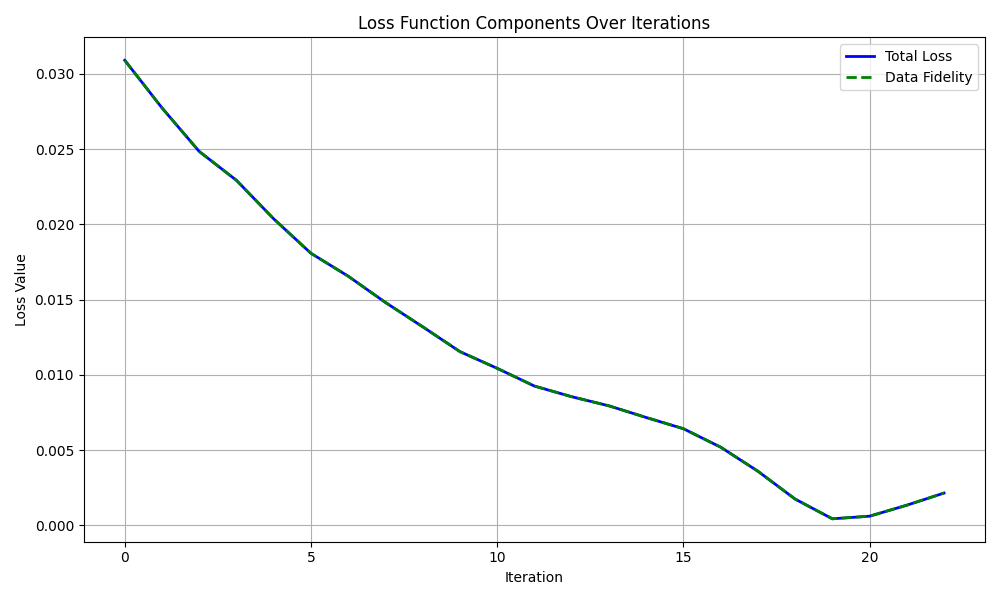 Loss Function Components Over Iterations
Total Loss
Data Fidelity
Loss Value
0.030
0.025
0.020
0.015
0.010
0.005
0.000
0 5 10 15 20
Iteration